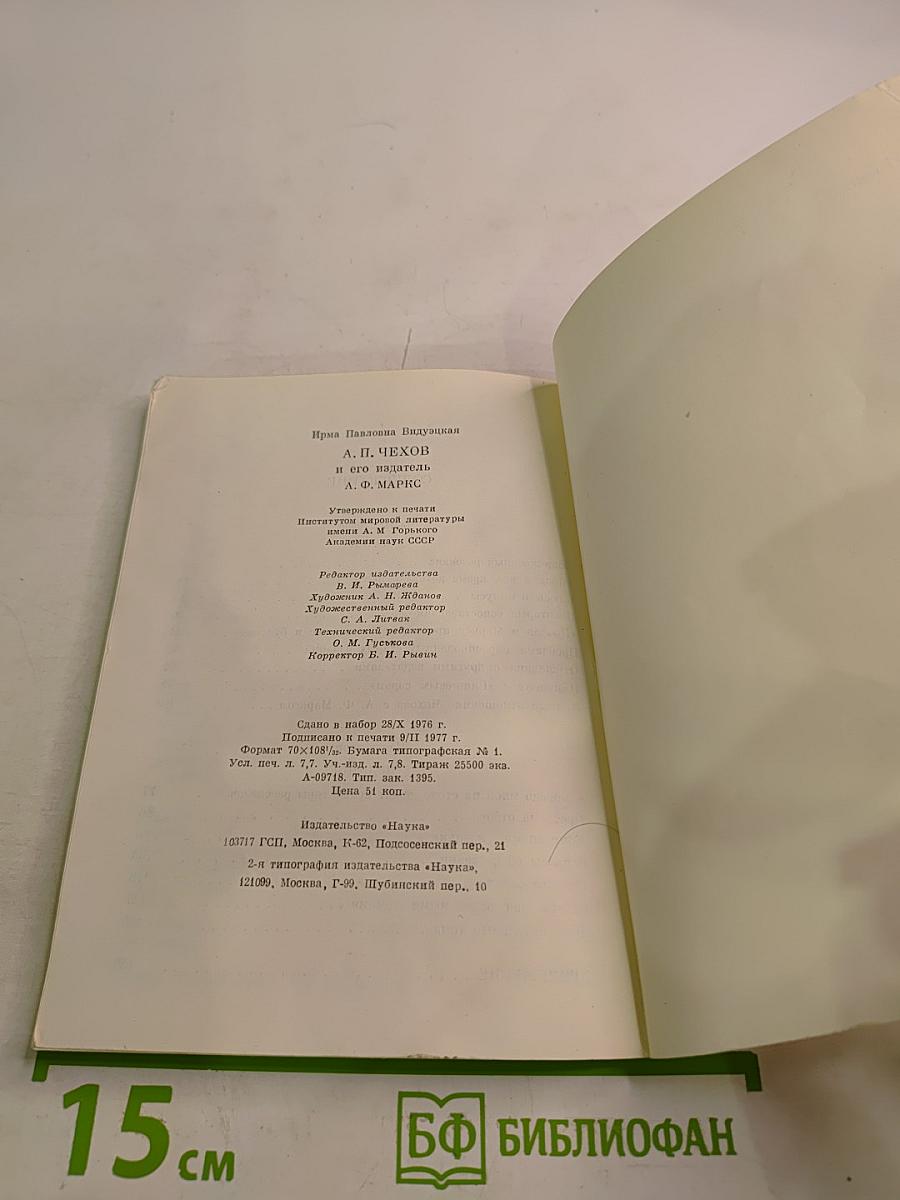 Ирма Павловна Видуэцкая
А. П. ЧЕХОВ
и его издатель
А. Ф. МАРКС
Утверждено к печати
Институтом мировой литературы
имени А. М Горького
Академии наук СССР
Редактор издательства
В. И. Рымарева
Художник А. Н. Жданов
Художественный редактор
С. А. Литвак
Технический редактор
О. М. Гуськова
Корректор Б. И. Рывин
Сдано в набор 28/X 1976 г.
Подписано к печати 9/II 1977 г.
Формат 70×108¹/₃₂. Бумага типографская № 1.
Усл. печ. л. 7,7. Уч.-изд. л. 7,8. Тираж 25500 экз.
А-09718. Тип. зак. 1395.
Цена 51 коп.
Издательство «Наука»
103717 ГСП, Москва, К-62, Подсосенский пер., 21
2-я типография издательства «Наука»,
121099, Москва, Г-99, Шубинский пер., 10
15 см
БФ БИБЛИОФАН